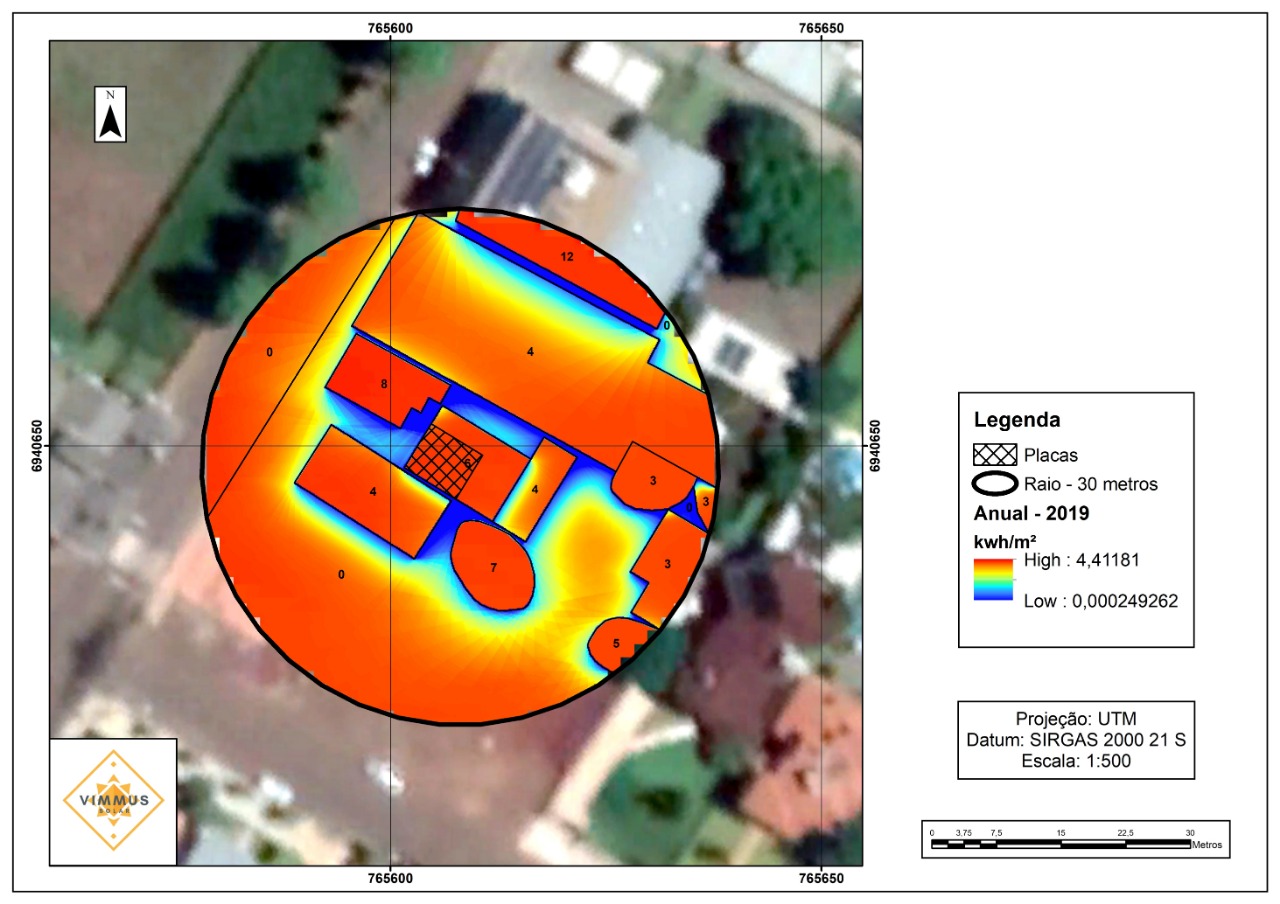 765600
765650
N
12
0
0
4
8
6
4
4
3
3
0
3
7
0
5
6940650
6940650
765600
765650
VIMMUS
SOLAR
Legenda
Placas
Raio - 30 metros
Anual - 2019
kwh/m²
High : 4,41181
Low : 0,000249262
Projeção: UTM
Datum: SIRGAS 2000 21 S
Escala: 1:500
0 3,75 7,5 15 22,5 30
Metros